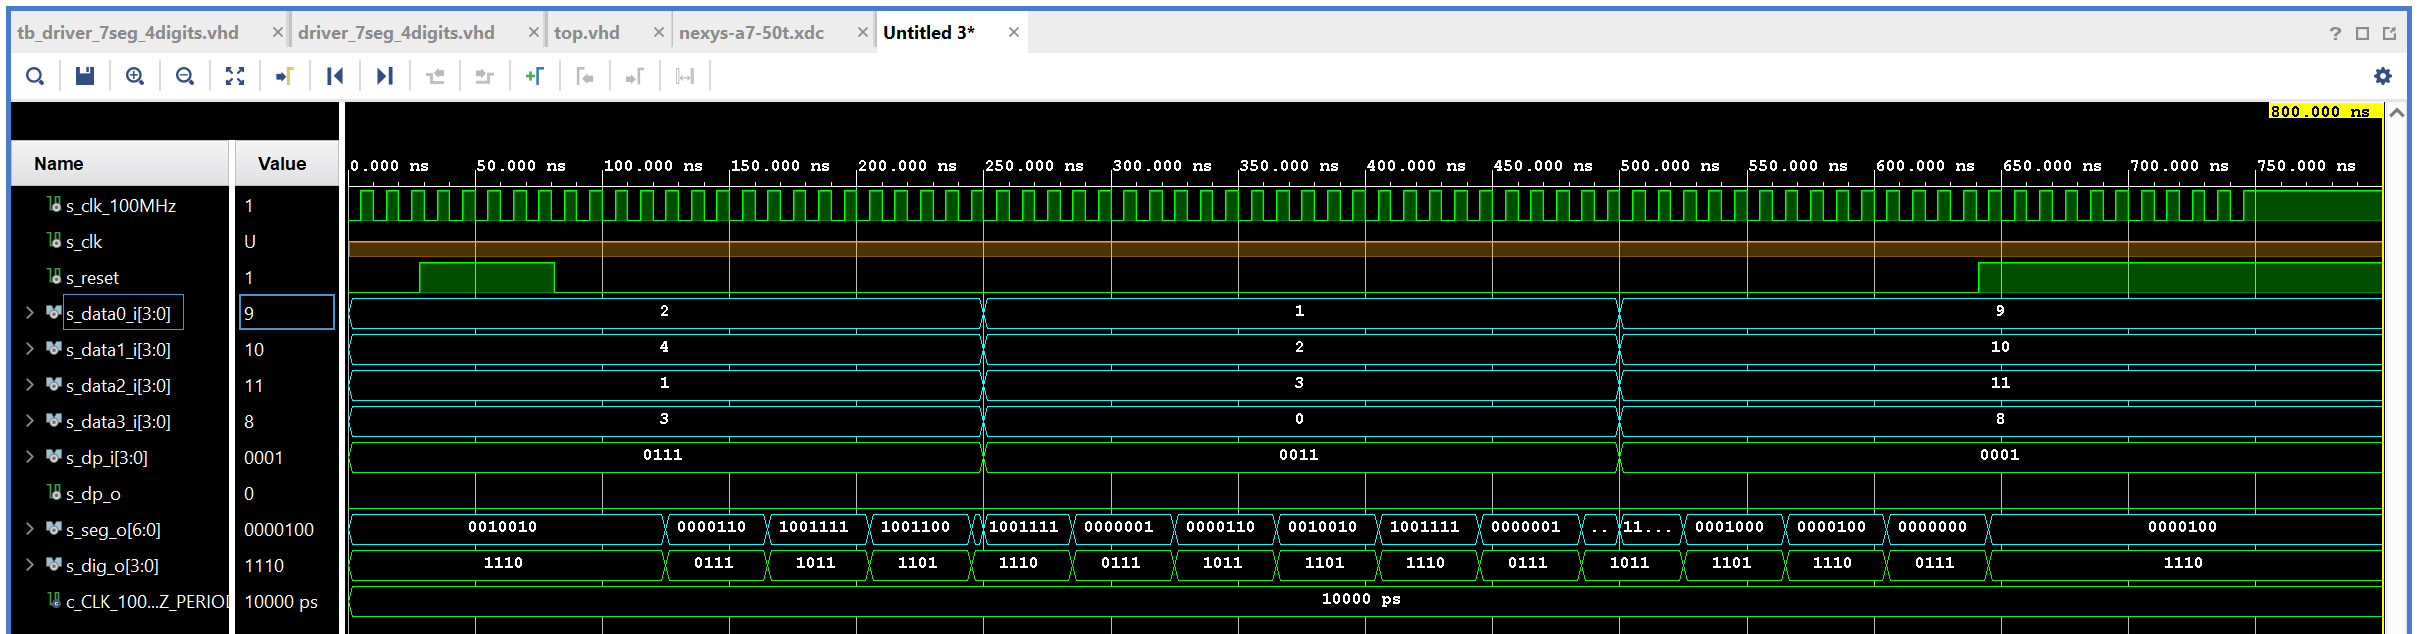 tb_driver_7seg_4digits.vhd × driver_7seg_4digits.vhd × top.vhd × nexys-a7-50t.xdc × Untitled 3* ×
800.000 ns
Name Value 0.000 ns 50.000 ns 100.000 ns 150.000 ns 200.000 ns 250.000 ns 300.000 ns 350.000 ns 400.000 ns 450.000 ns 500.000 ns 550.000 ns 600.000 ns 650.000 ns 700.000 ns 750.000 ns
s_clk_100MHz 1
s_clk U
s_reset 1
s_data0_i[3:0] 9 2 1 9
s_data1_i[3:0] 10 4 2 10
s_data2_i[3:0] 11 1 3 11
s_data3_i[3:0] 8 3 0 8
s_dp_i[3:0] 0001 0111 0011 0001
s_dp_o 0
s_seg_o[6:0] 0000100 0010010 0000110 1001111 1001100 1001111 0000001 0000110 0010010 1001111 0000001 .. 11... 0001000 0000100 0000000 0000100
s_dig_o[3:0] 1110 1110 0111 1011 1101 1110 0111 1011 1101 1110 0111 1011 1101 1110 0111 1110
c_CLK_100...Z_PERIOD 10000 ps 10000 ps